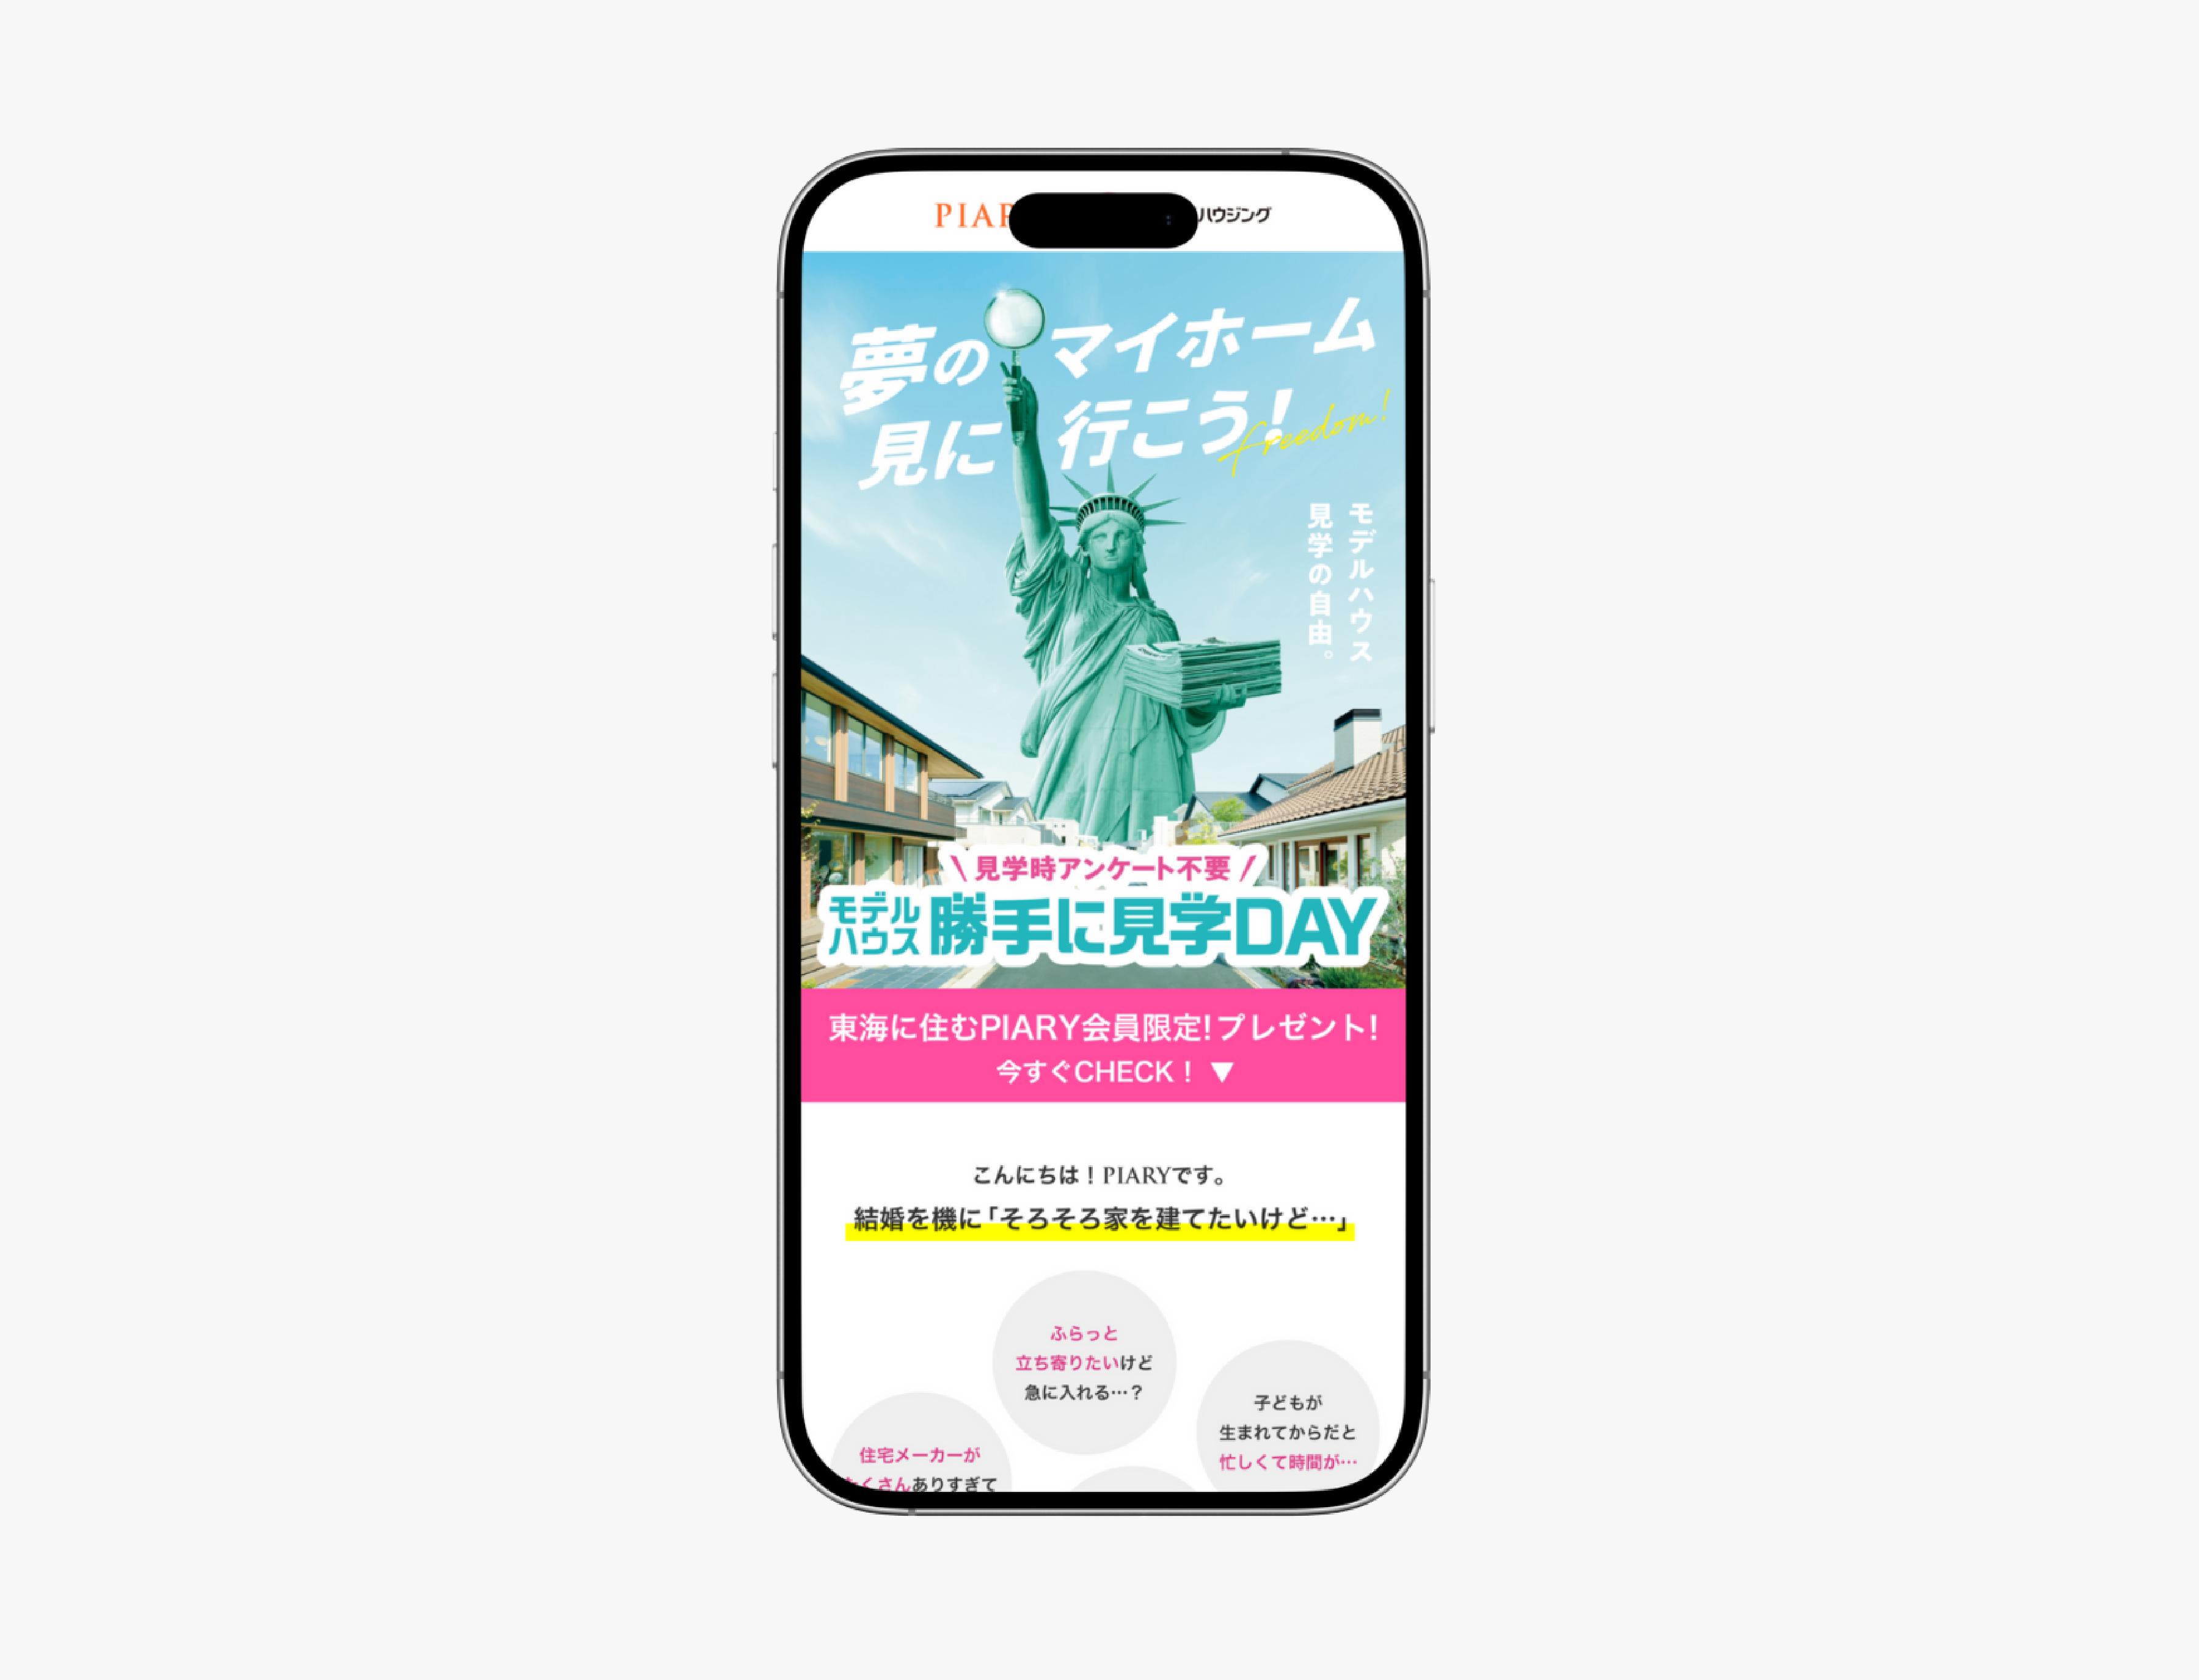 PIAR ハウジング
夢のマイホーム
見に行こう!
freedom!
モデルハウス
見学の自由。
\ 見学時アンケート不要 /
モデルハウス 勝手に見学DAY
東海に住むPIARY会員限定!プレゼント!
今すぐCHECK！ ▼
こんにちは！PIARYです。
結婚を機に「そろそろ家を建てたいけど…」
ふらっと
立ち寄りたいけど
急に入れる…？
子どもが
生まれてからだと
忙しくて時間が…
住宅メーカーが
たくさんありすぎて